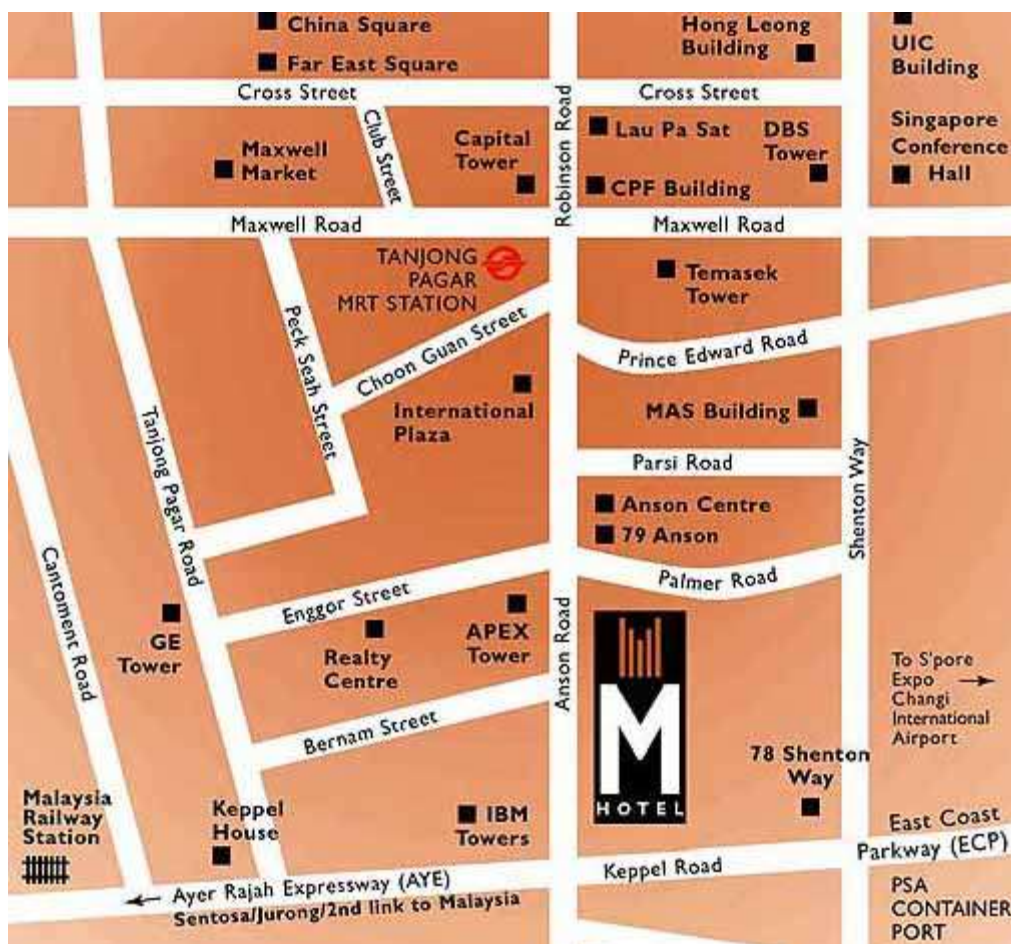 China Square
Far East Square
Hong Leong
Building
UIC
Building
Cross Street
Cross Street
Club Street
Robinson Road
Maxwell
Market
Capital
Tower
Lau Pa Sat
DBS
Tower
CPF Building
Singapore
Conference
Hall
Maxwell Road
Maxwell Road
TANJONG
PAGAR
MRT STATION
Temasek
Tower
Peck Seah Street
Choon Guan Street
Prince Edward Road
International
Plaza
MAS Building
Tanjong Pagar Road
Parsi Road
Shenton Way
Anson Centre
79 Anson
Cantoment Road
Palmer Road
Enggor Street
GE
Tower
Realty
Centre
APEX
Tower
Anson Road
To S'pore
Expo
Changi
International
Airport
Bernam Street
M
HOTEL
78 Shenton
Way
Malaysia
Railway
Station
Keppel
House
IBM
Towers
East Coast
Parkway (ECP)
Keppel Road
Ayer Rajah Expressway (AYE)
Sentosa/Jurong/2nd link to Malaysia
PSA
CONTAINER
PORT